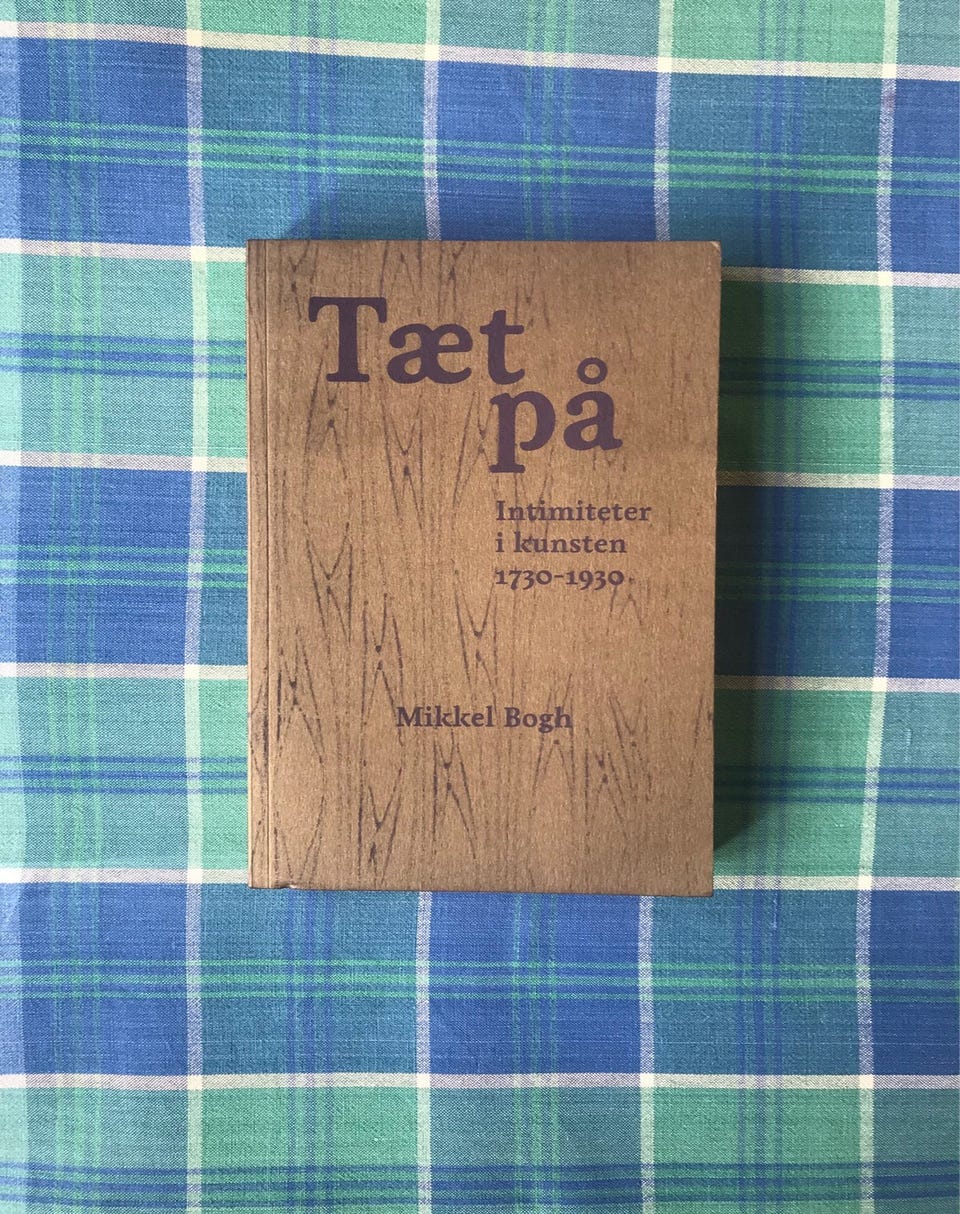 Tæt
på
Intimiteter
i kunsten
1730-1930
Mikkel Bogh